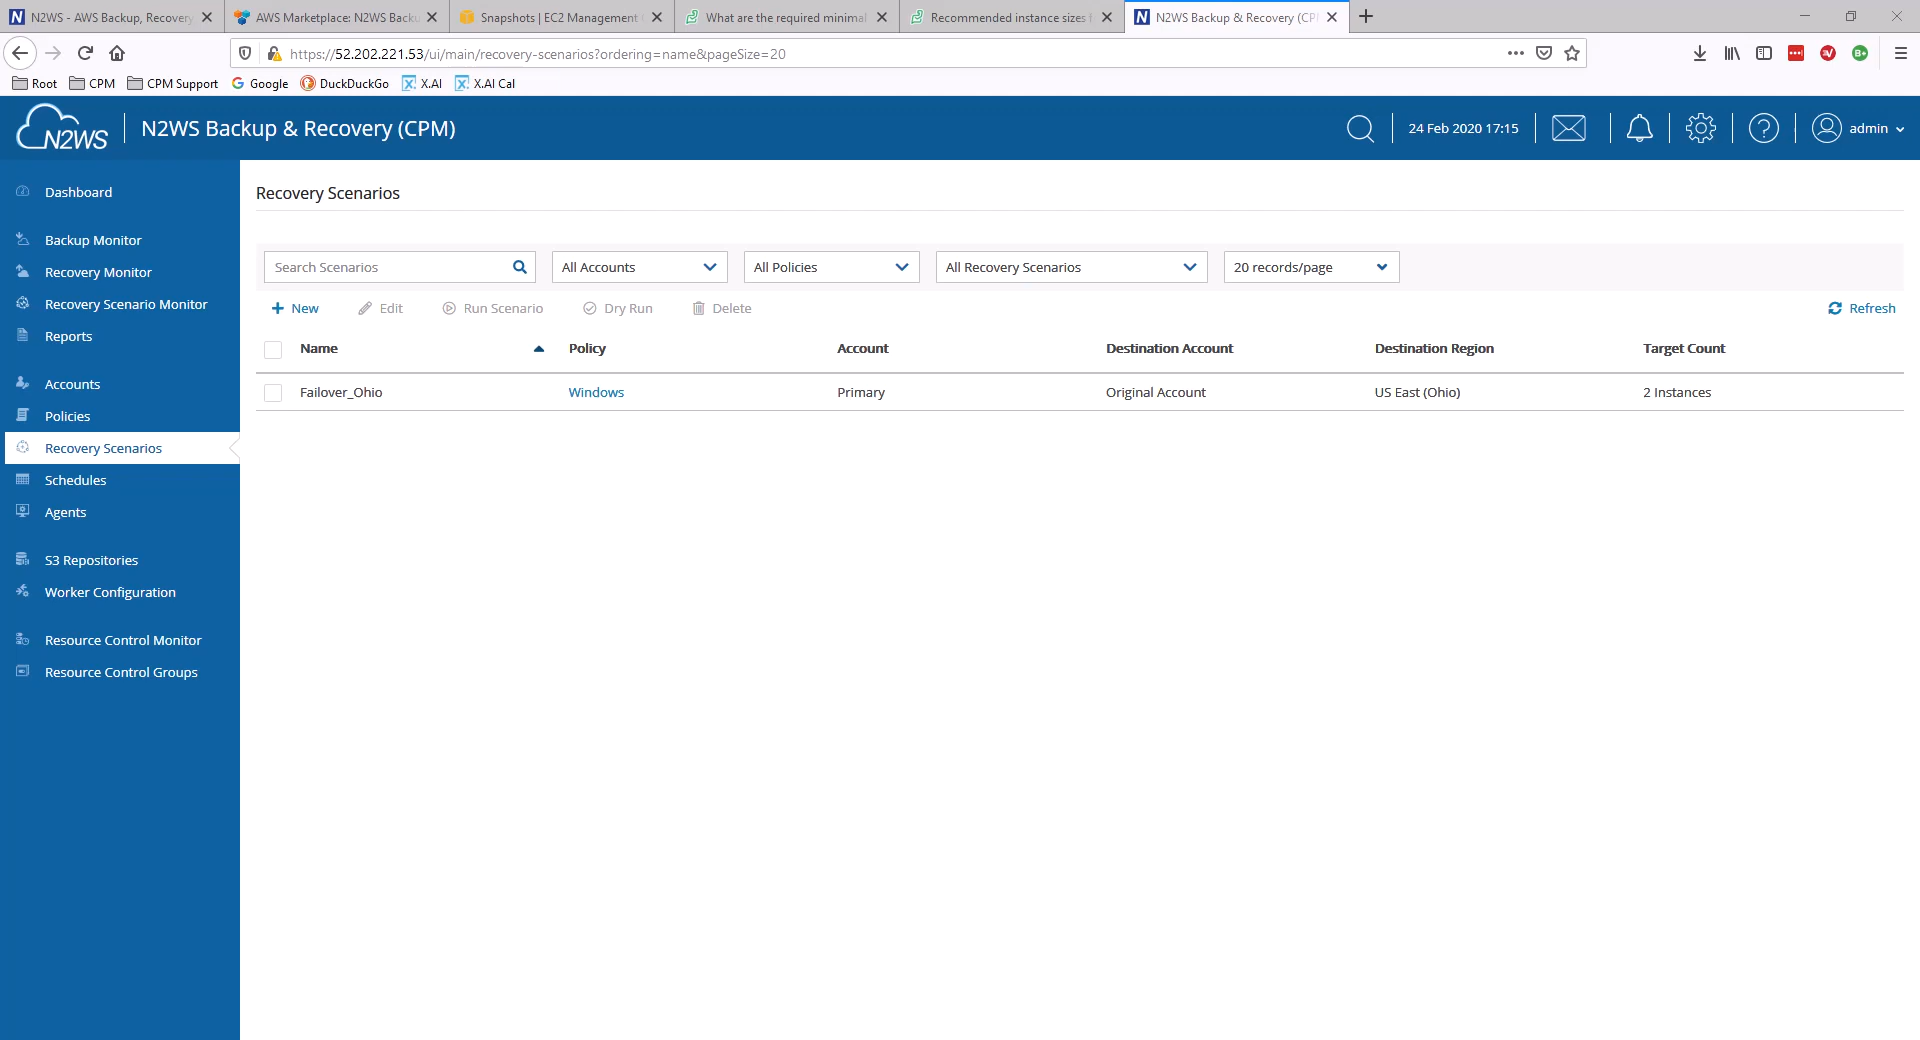 N2WS - AWS Backup, Recovery
AWS Marketplace: N2WS Backu
Snapshots | EC2 Management
What are the required minimal
Recommended instance sizes
N2WS Backup & Recovery (CP
https://52.202.221.53/ui/main/recovery-scenarios?ordering=name&pageSize=20
Root CPM CPM Support Google DuckDuckGo X.AI X.AI Cal
N2WS N2WS Backup & Recovery (CPM) 24 Feb 2020 17:15 admin
Dashboard
Backup Monitor
Recovery Monitor
Recovery Scenario Monitor
Reports
Accounts
Policies
Recovery Scenarios
Schedules
Agents
S3 Repositories
Worker Configuration
Resource Control Monitor
Resource Control Groups
Recovery Scenarios
Search Scenarios All Accounts All Policies All Recovery Scenarios 20 records/page
New Edit Run Scenario Dry Run Delete Refresh
Name Policy Account Destination Account Destination Region Target Count
Failover_Ohio Windows Primary Original Account US East (Ohio) 2 Instances